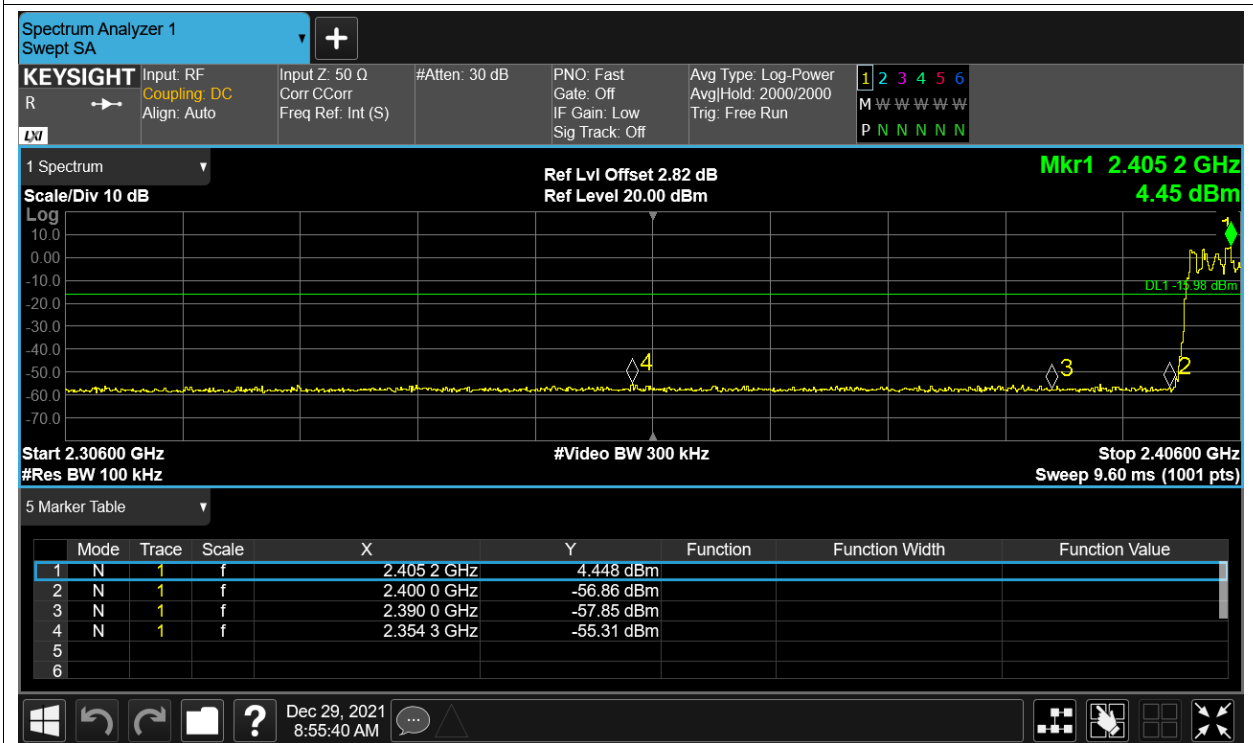 Spectrum Analyzer 1
Swept SA
KEYSIGHT Input: RF Input Z: 50 Ω #Atten: 30 dB PNO: Fast Avg Type: Log-Power 1 2 3 4 5 6
R Coupling: DC Corr CCorr Gate: Off Avg|Hold: 2000/2000 M W W W W W
Align: Auto Freq Ref: Int (S) IF Gain: Low Trig: Free Run
LXI Sig Track: Off P N N N N N
1 Spectrum Ref Lvl Offset 2.82 dB Mkr1 2.405 2 GHz
Scale/Div 10 dB Ref Level 20.00 dBm 4.45 dBm
Log
1
10.0
0.00
-10.0
DL1 -15.98 dBm
-20.0
-30.0
-40.0
4 3 2
-50.0
-60.0
-70.0
Start 2.30600 GHz #Video BW 300 kHz Stop 2.40600 GHz
#Res BW 100 kHz Sweep 9.60 ms (1001 pts)
5 Marker Table
Mode Trace Scale X Y Function Function Width Function Value
1 N 1 f 2.405 2 GHz 4.448 dBm
2 N 1 f 2.400 0 GHz -56.86 dBm
3 N 1 f 2.390 0 GHz -57.85 dBm
4 N 1 f 2.354 3 GHz -55.31 dBm
5
6
? Dec 29, 2021
8:55:40 AM